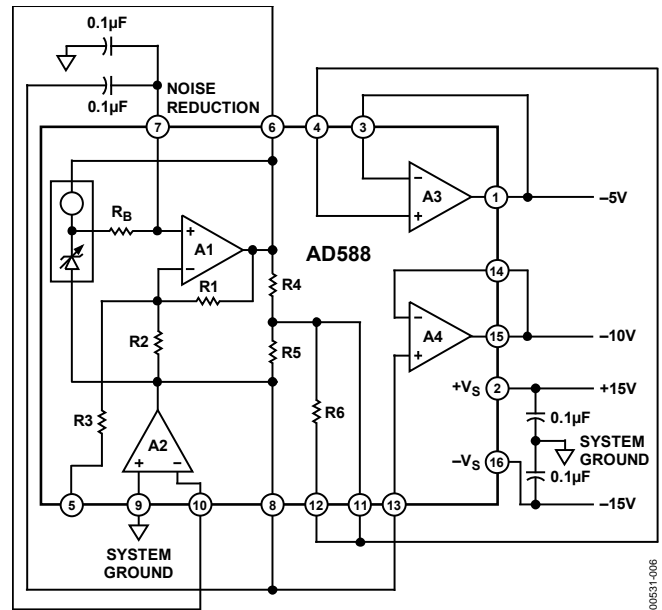 0.1µF
0.1µF
NOISE
REDUCTION
7
6
4
3
R_B
A1
AD588
A3
1
–5V
R1
R4
14
R2
R5
A4
15
–10V
R3
R6
+V_S
2
+15V
A2
0.1µF
SYSTEM
GROUND
–V_S
16
0.1µF
–15V
5
9
10
8
12
11
13
SYSTEM
GROUND
00531-006